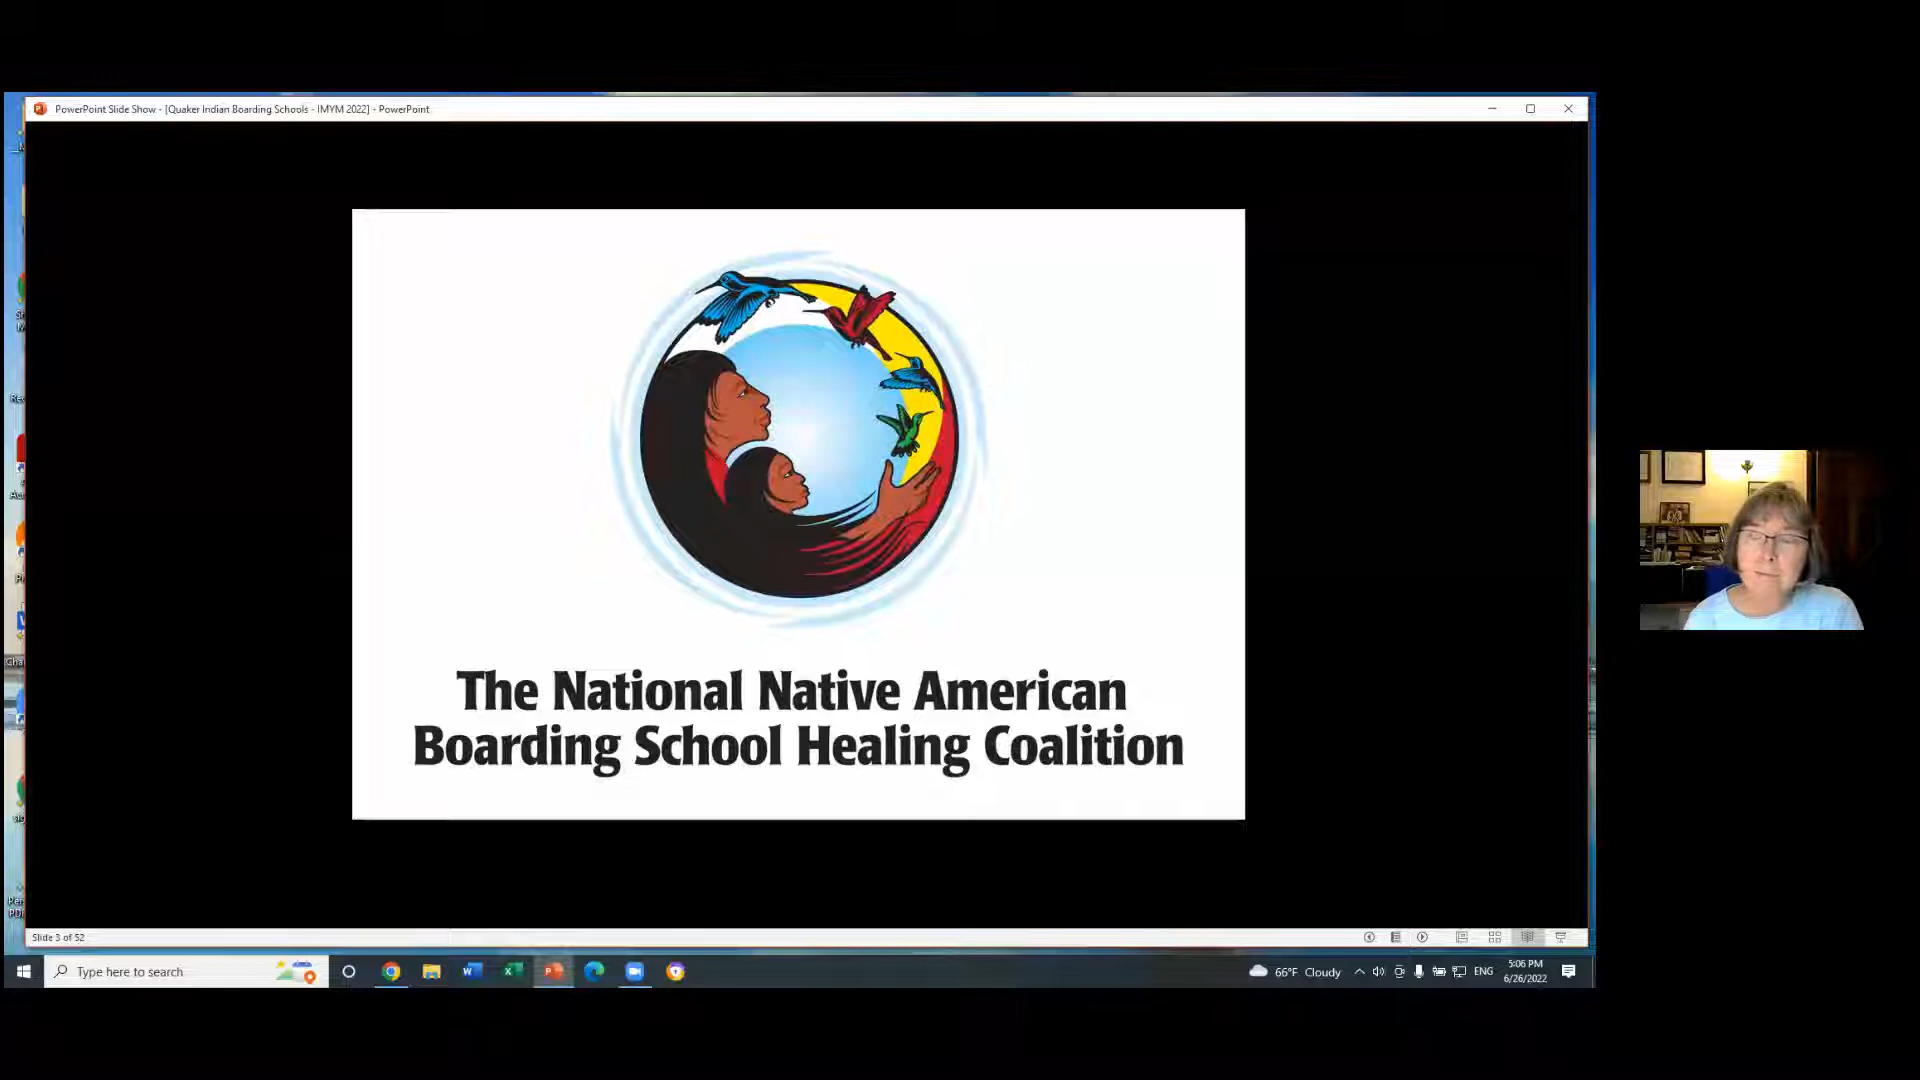 PowerPoint Slide Show - [Quaker Indian Boarding Schools - IMYM 2022] - PowerPoint
The National Native American
Boarding School Healing Coalition
Slide 3 of 52
Type here to search
66°F Cloudy
ENG
5:06 PM
6/26/2022